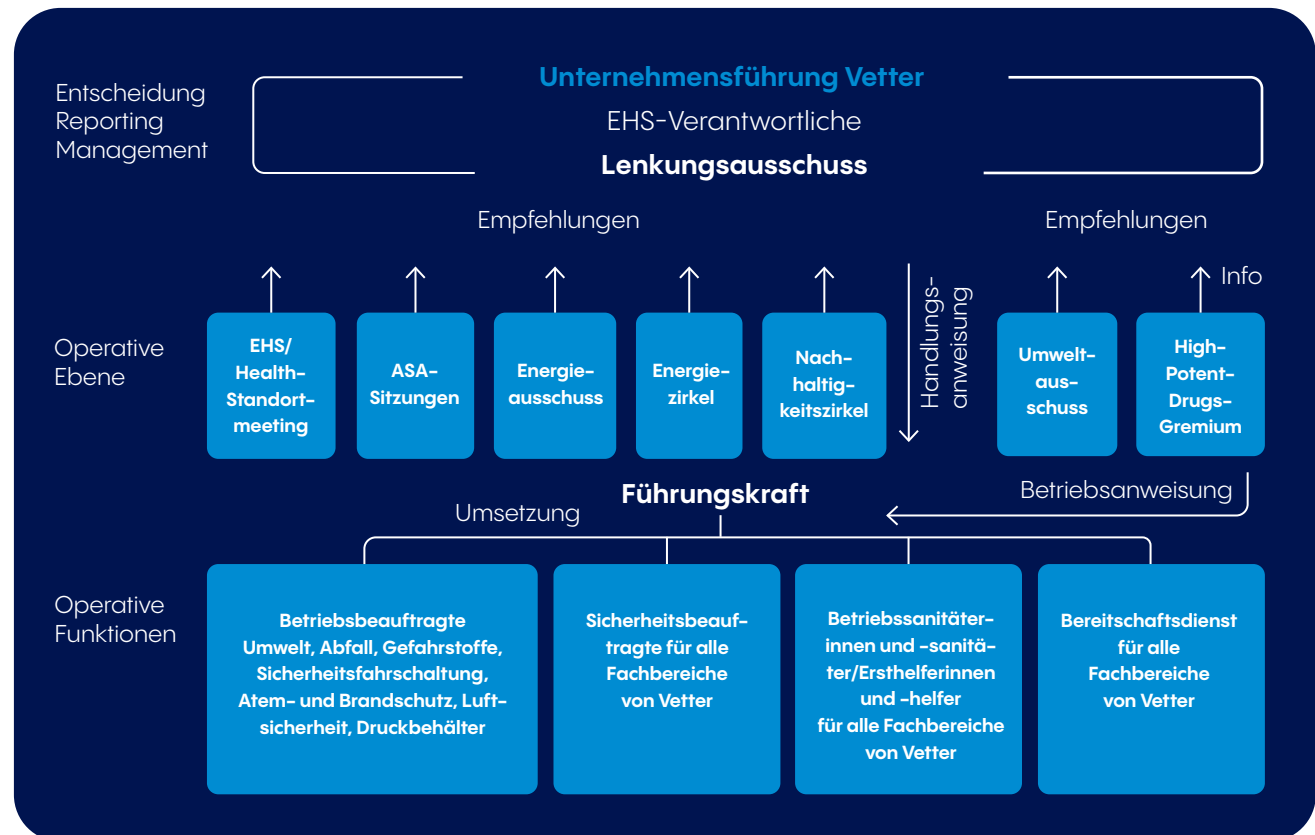 Entscheidung
Reporting
Management
Unternehmensführung Vetter
EHS-Verantwortliche
Lenkungsausschuss
Empfehlungen
Empfehlungen
Info
Handlungs-
anweisung
Operative
Ebene
EHS/
Health-
Standort-
meeting
ASA-
Sitzungen
Energie-
ausschuss
Energie-
zirkel
Nach-
haltig-
keitszirkel
Umwelt-
aus-
schuss
High-
Potent-
Drugs-
Gremium
Führungskraft
Umsetzung
Betriebsanweisung
Operative
Funktionen
Betriebsbeauftragte
Umwelt, Abfall, Gefahrstoffe,
Sicherheitsfahrschaltung,
Atem- und Brandschutz, Luft-
sicherheit, Druckbehälter
Sicherheitsbeauf-
tragte für alle
Fachbereiche
von Vetter
Betriebssanitäter-
innen und -sanitä-
ter/Ersthelferinnen
und -helfer
für alle Fachbereiche
von Vetter
Bereitschaftsdienst
für alle
Fachbereiche
von Vetter